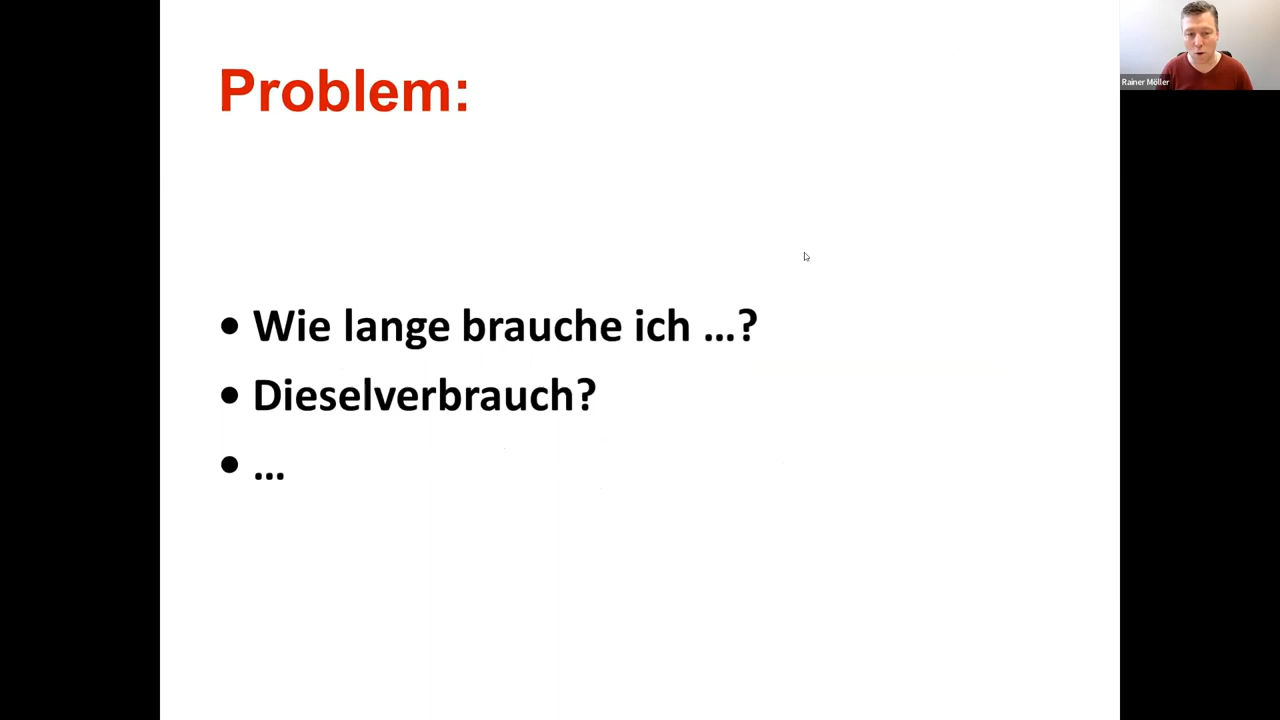 Problem:
Rainer Möller
• Wie lange brauche ich ...?
• Dieselverbrauch?
• ...